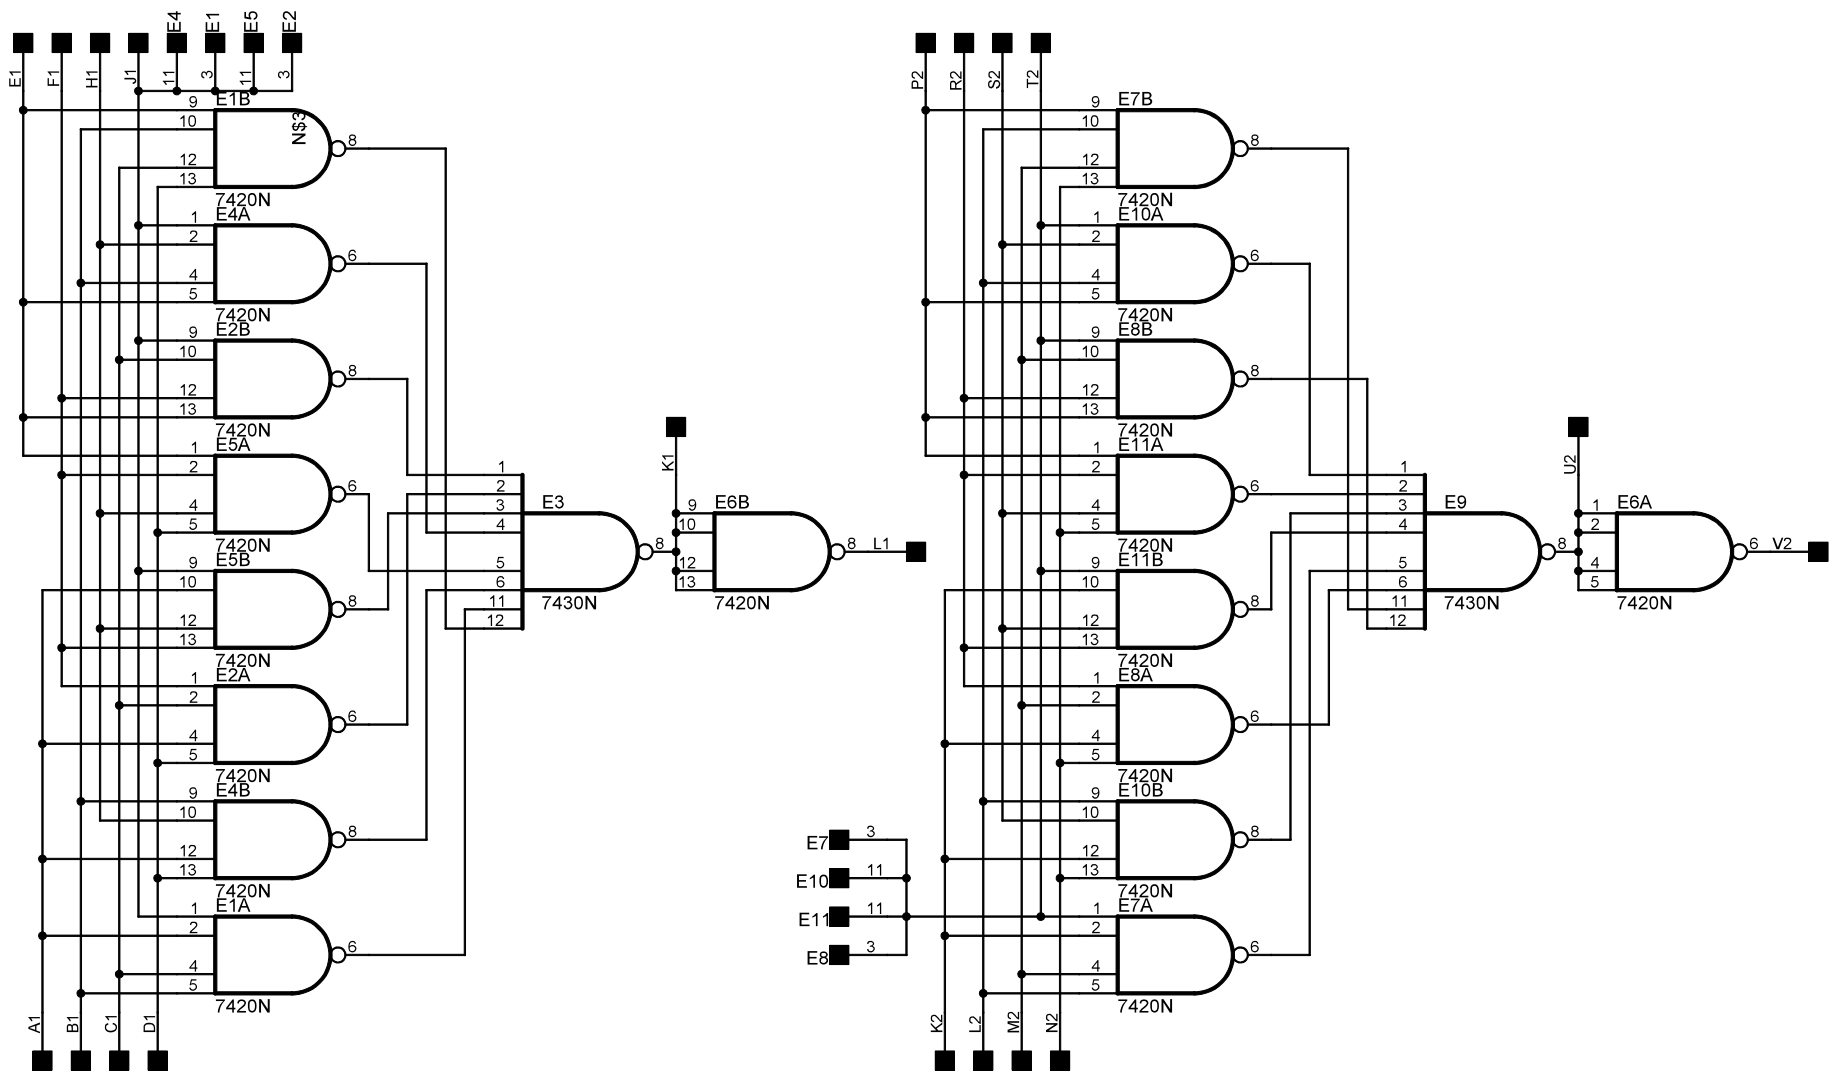 E4 E1 E5 E2
E1 F1 H1 J1 11 3 11 3
P2 R2 S2 T2
E1B
N$3
9
10
12
13
8
7420N
E4A
1
2
4
5
6
7420N
E2B
9
10
12
13
8
7420N
E5A
1
2
4
5
6
7420N
E5B
9
10
12
13
8
7420N
E2A
1
2
4
5
6
7420N
E4B
9
10
12
13
8
7420N
E1A
1
2
4
5
6
7420N
A1 B1 C1 D1
1
2
3
4
5
6
11
12
E3
8
7430N
K1
9
10
12
13
E6B
8
L1
7420N
E7B
9
10
12
13
8
7420N
E10A
1
2
4
5
6
7420N
E8B
9
10
12
13
8
7420N
E11A
1
2
4
5
6
7420N
E11B
9
10
12
13
8
7420N
E8A
1
2
4
5
6
7420N
E10B
9
10
12
13
8
7420N
E7A
1
2
4
5
6
7420N
E7 3
E10 11
E11 11
E8 3
K2 L2 M2 N2
1
2
3
4
5
6
11
12
E9
8
7430N
U2
1
2
4
5
E6A
6
V2
7420N